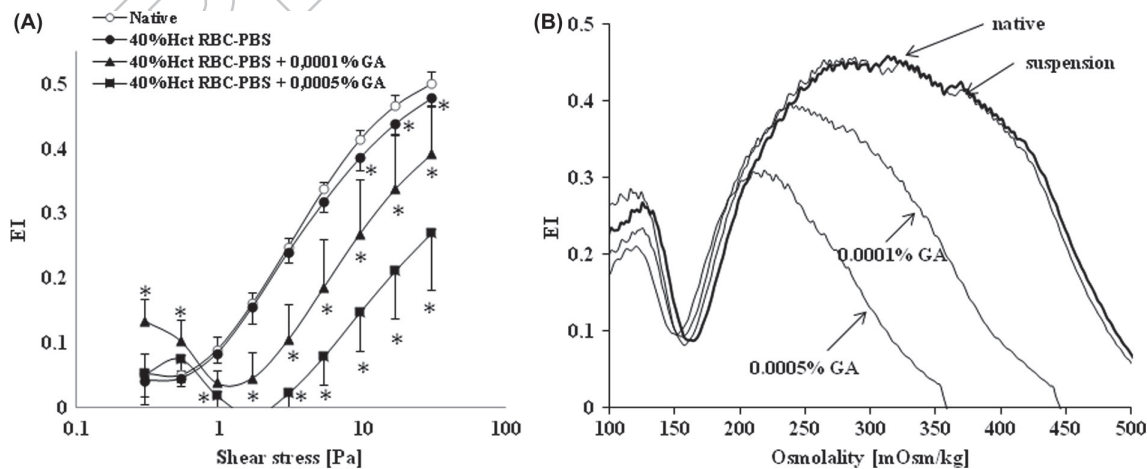 (A)
Native
40%Hct RBC-PBS
40%Hct RBC-PBS + 0,0001% GA
40%Hct RBC-PBS + 0,0005% GA
0.5
0.4
0.3
0.2
0.1
0
EI
0.1
1
10
100
Shear stress [Pa]
* * * * * * * * * * * * * * * * * *
(B)
0.5
0.4
0.3
0.2
0.1
0
EI
native
suspension
0.0001% GA
0.0005% GA
100
150
200
250
300
350
400
450
500
Osmolality [mOsm/kg]